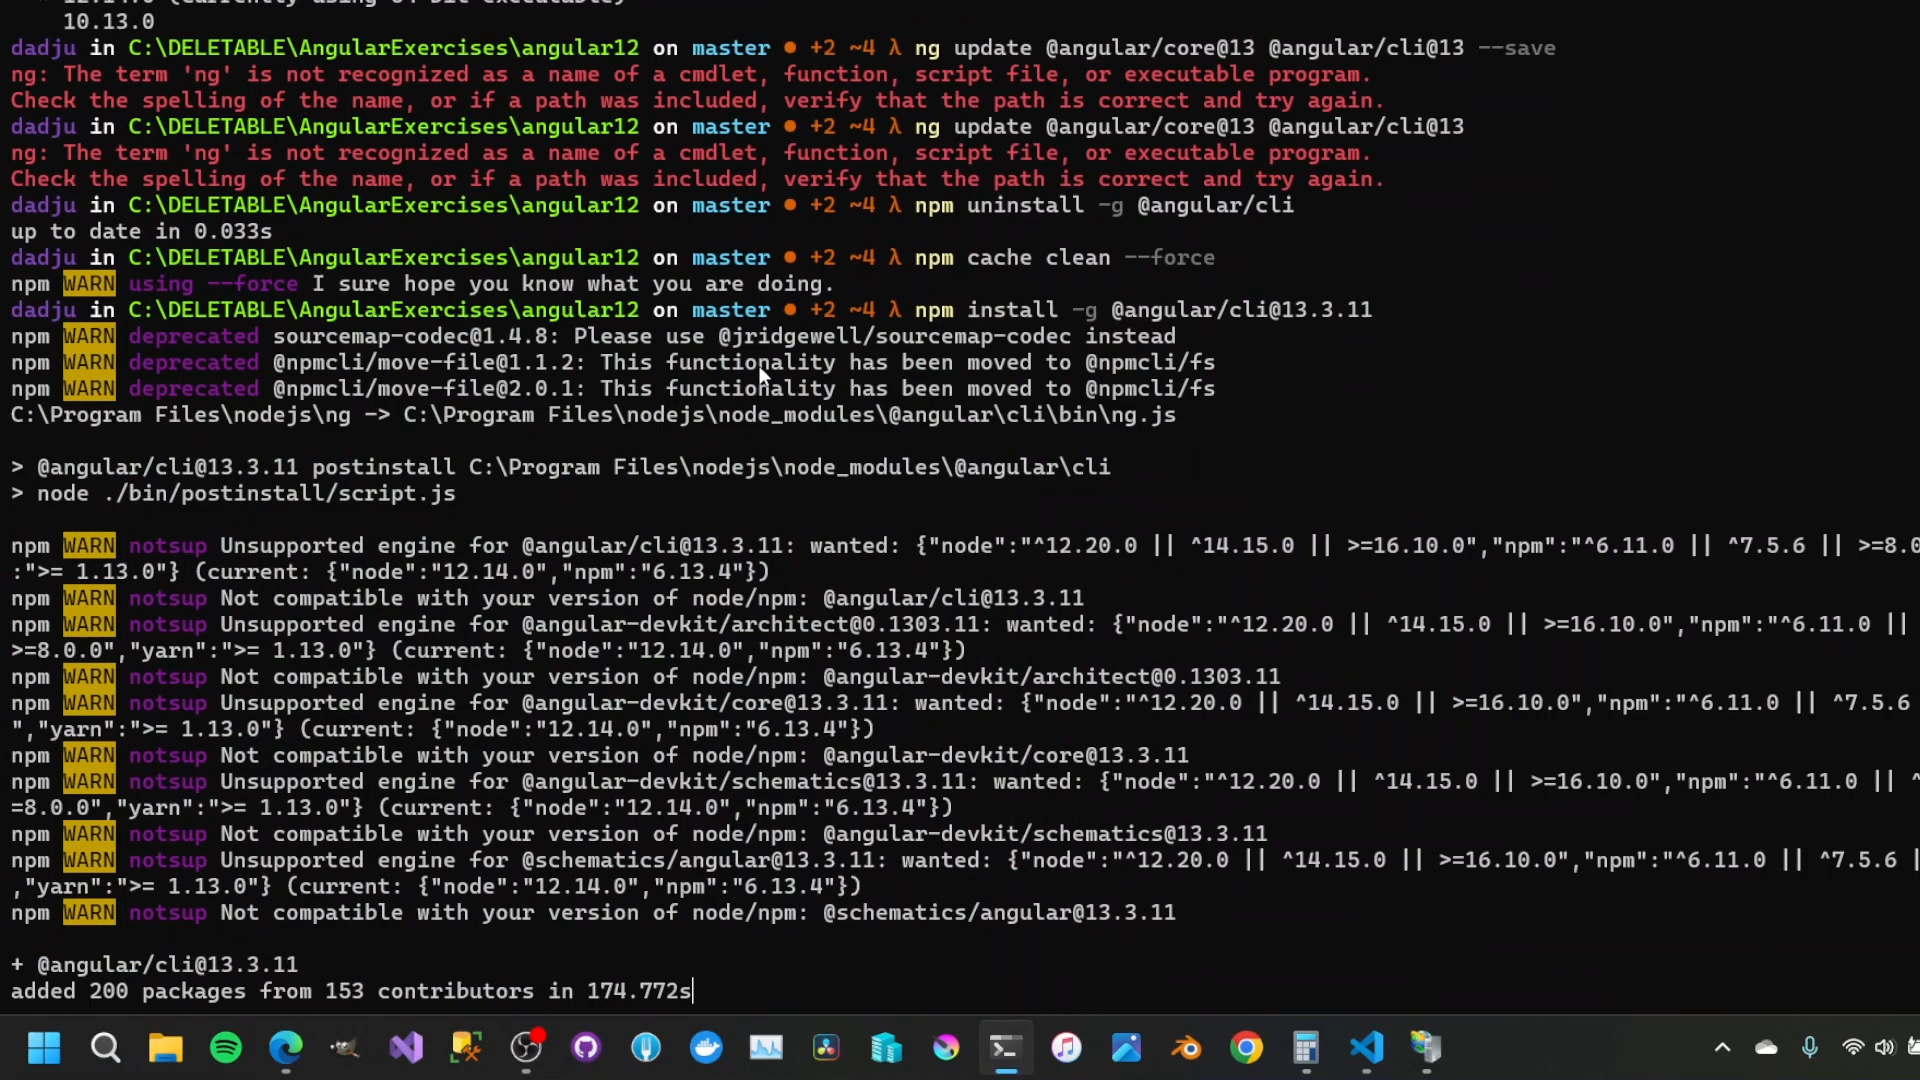 10.13.0
dadju in C:\DELETABLE\AngularExercises\angular12 on master ● +2 ~4 λ ng update @angular/core@13 @angular/cli@13 --save
ng: The term 'ng' is not recognized as a name of a cmdlet, function, script file, or executable program.
Check the spelling of the name, or if a path was included, verify that the path is correct and try again.
dadju in C:\DELETABLE\AngularExercises\angular12 on master ● +2 ~4 λ ng update @angular/core@13 @angular/cli@13
ng: The term 'ng' is not recognized as a name of a cmdlet, function, script file, or executable program.
Check the spelling of the name, or if a path was included, verify that the path is correct and try again.
dadju in C:\DELETABLE\AngularExercises\angular12 on master ● +2 ~4 λ npm uninstall -g @angular/cli
up to date in 0.033s
dadju in C:\DELETABLE\AngularExercises\angular12 on master ● +2 ~4 λ npm cache clean --force
npm WARN using --force I sure hope you know what you are doing.
dadju in C:\DELETABLE\AngularExercises\angular12 on master ● +2 ~4 λ npm install -g @angular/cli@13.3.11
npm WARN deprecated sourcemap-codec@1.4.8: Please use @jridgewell/sourcemap-codec instead
npm WARN deprecated @npmcli/move-file@1.1.2: This functionality has been moved to @npmcli/fs
npm WARN deprecated @npmcli/move-file@2.0.1: This functionality has been moved to @npmcli/fs
C:\Program Files\nodejs\ng -> C:\Program Files\nodejs\node_modules\@angular\cli\bin\ng.js
> @angular/cli@13.3.11 postinstall C:\Program Files\nodejs\node_modules\@angular\cli
> node ./bin/postinstall/script.js
npm WARN notsup Unsupported engine for @angular/cli@13.3.11: wanted: {"node":"^12.20.0 || ^14.15.0 || >=16.10.0","npm":"^6.11.0 || ^7.5.6 || >=8.0
:">= 1.13.0"} (current: {"node":"12.14.0","npm":"6.13.4"})
npm WARN notsup Not compatible with your version of node/npm: @angular/cli@13.3.11
npm WARN notsup Unsupported engine for @angular-devkit/architect@0.1303.11: wanted: {"node":"^12.20.0 || ^14.15.0 || >=16.10.0","npm":"^6.11.0 ||
>=8.0.0","yarn":">= 1.13.0"} (current: {"node":"12.14.0","npm":"6.13.4"})
npm WARN notsup Not compatible with your version of node/npm: @angular-devkit/architect@0.1303.11
npm WARN notsup Unsupported engine for @angular-devkit/core@13.3.11: wanted: {"node":"^12.20.0 || ^14.15.0 || >=16.10.0","npm":"^6.11.0 || ^7.5.6
","yarn":">= 1.13.0"} (current: {"node":"12.14.0","npm":"6.13.4"})
npm WARN notsup Not compatible with your version of node/npm: @angular-devkit/core@13.3.11
npm WARN notsup Unsupported engine for @angular-devkit/schematics@13.3.11: wanted: {"node":"^12.20.0 || ^14.15.0 || >=16.10.0","npm":"^6.11.0 || ^
=8.0.0","yarn":">= 1.13.0"} (current: {"node":"12.14.0","npm":"6.13.4"})
npm WARN notsup Not compatible with your version of node/npm: @angular-devkit/schematics@13.3.11
npm WARN notsup Unsupported engine for @schematics/angular@13.3.11: wanted: {"node":"^12.20.0 || ^14.15.0 || >=16.10.0","npm":"^6.11.0 || ^7.5.6 |
,"yarn":">= 1.13.0"} (current: {"node":"12.14.0","npm":"6.13.4"})
npm WARN notsup Not compatible with your version of node/npm: @schematics/angular@13.3.11
+ @angular/cli@13.3.11
added 200 packages from 153 contributors in 174.772s